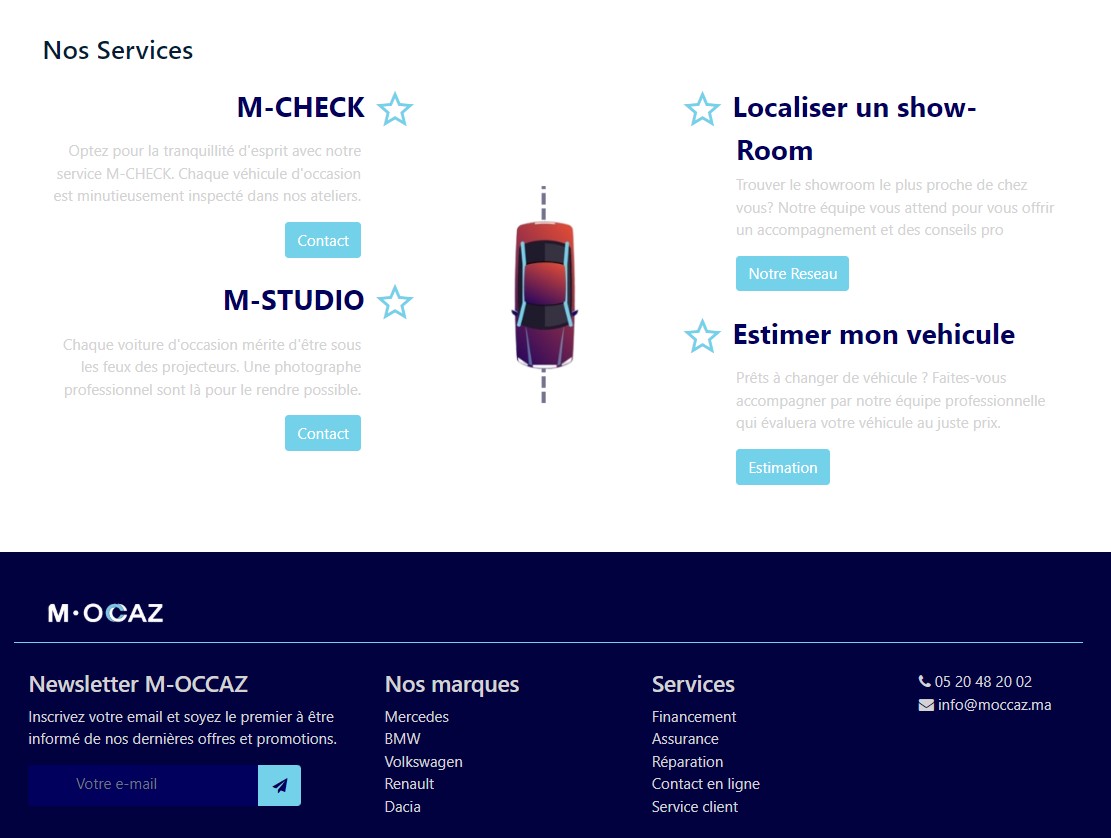 Nos Services
M-CHECK
Optez pour la tranquillité d'esprit avec notre
service M-CHECK. Chaque véhicule d'occasion
est minutieusement inspecté dans nos ateliers.
Contact
M-STUDIO
Chaque voiture d'occasion mérite d'être sous
les feux des projecteurs. Une photographe
professionnel sont là pour le rendre possible.
Contact
Localiser un show-
Room
Trouver le showroom le plus proche de chez
vous? Notre équipe vous attend pour vous offrir
un accompagnement et des conseils pro
Notre Reseau
Estimer mon vehicule
Prêts à changer de véhicule ? Faites-vous
accompagner par notre équipe professionnelle
qui évaluera votre véhicule au juste prix.
Estimation
M·OCCAZ
Newsletter M-OCCAZ
Inscrivez votre email et soyez le premier à être
informé de nos dernières offres et promotions.
Votre e-mail
Nos marques
Mercedes
BMW
Volkswagen
Renault
Dacia
Services
Financement
Assurance
Réparation
Contact en ligne
Service client
05 20 48 20 02
info@moccaz.ma